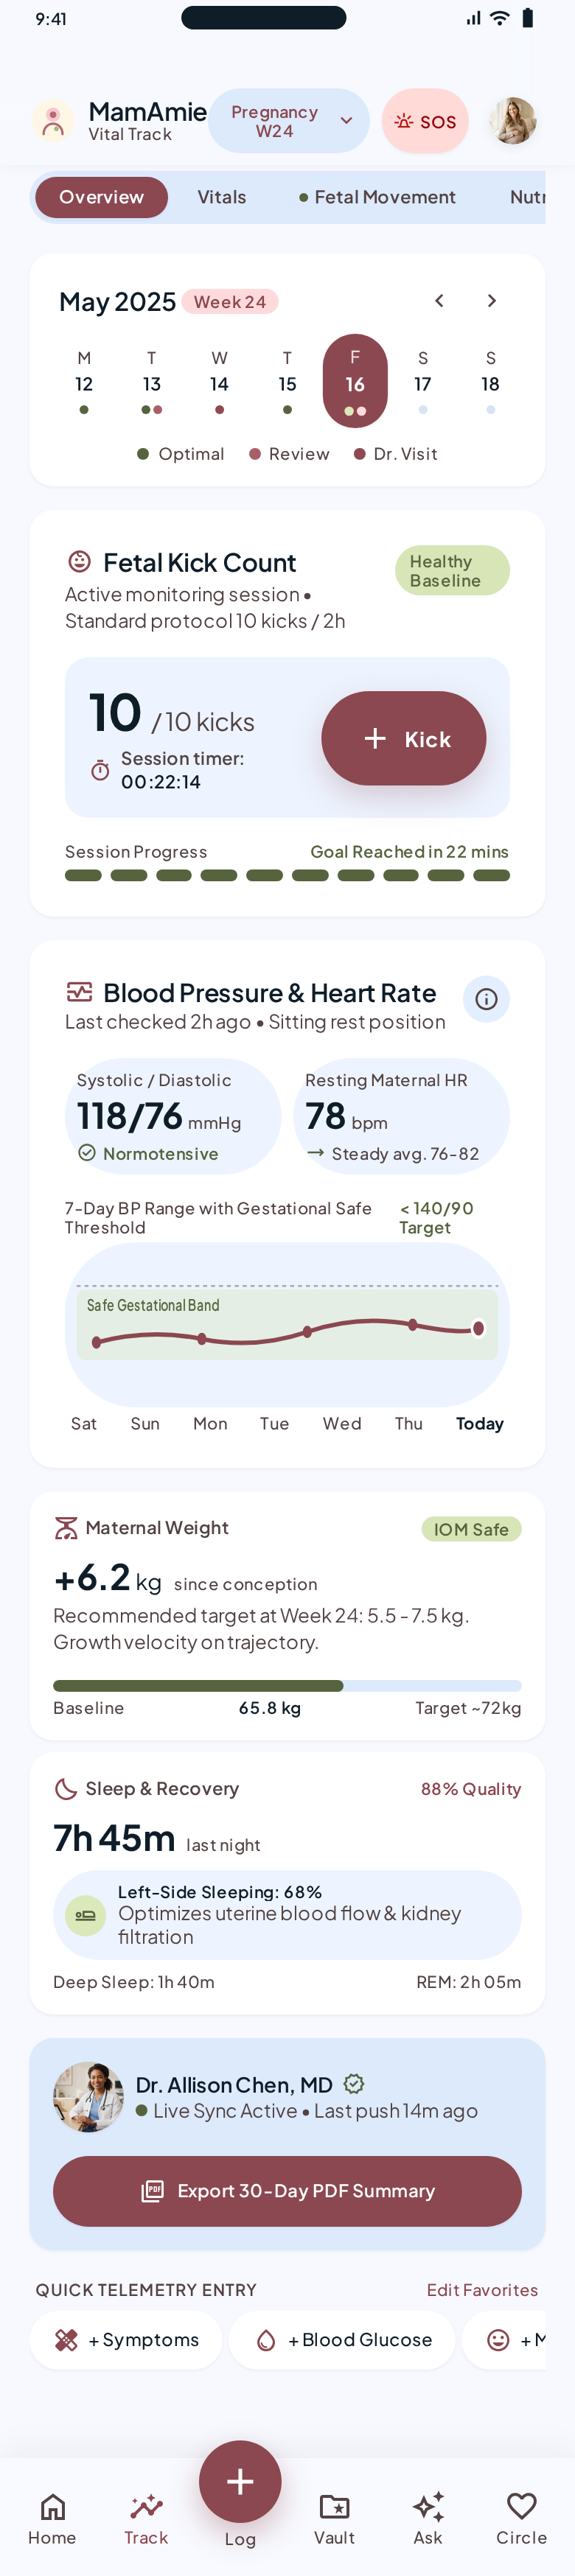 9:41
MamAmie
Vital Track
Pregnancy
W24
SOS
Overview
Vitals
Fetal Movement
Nutr
May 2025
Week 24
M T W T F S S
12 13 14 15 16 17 18
Optimal
Review
Dr. Visit
Fetal Kick Count
Healthy
Baseline
Active monitoring session •
Standard protocol 10 kicks / 2h
10 / 10 kicks
Session timer:
00:22:14
+ Kick
Session Progress
Goal Reached in 22 mins
Blood Pressure & Heart Rate
Last checked 2h ago • Sitting rest position
Systolic / Diastolic
118/76 mmHg
Normotensive
Resting Maternal HR
78 bpm
Steady avg. 76-82
7-Day BP Range with Gestational Safe
Threshold
< 140/90
Target
Safe Gestational Band
Sat Sun Mon Tue Wed Thu Today
Maternal Weight
IOM Safe
+6.2 kg since conception
Recommended target at Week 24: 5.5 - 7.5 kg.
Growth velocity on trajectory.
Baseline
65.8 kg
Target ~72kg
Sleep & Recovery
88% Quality
7h 45m last night
Left-Side Sleeping: 68%
Optimizes uterine blood flow & kidney
filtration
Deep Sleep: 1h 40m
REM: 2h 05m
Dr. Allison Chen, MD
Live Sync Active • Last push 14m ago
PDF
Export 30-Day PDF Summary
QUICK TELEMETRY ENTRY
Edit Favorites
+ Symptoms
+ Blood Glucose
+ M
Home
Track
Log
Vault
Ask
Circle